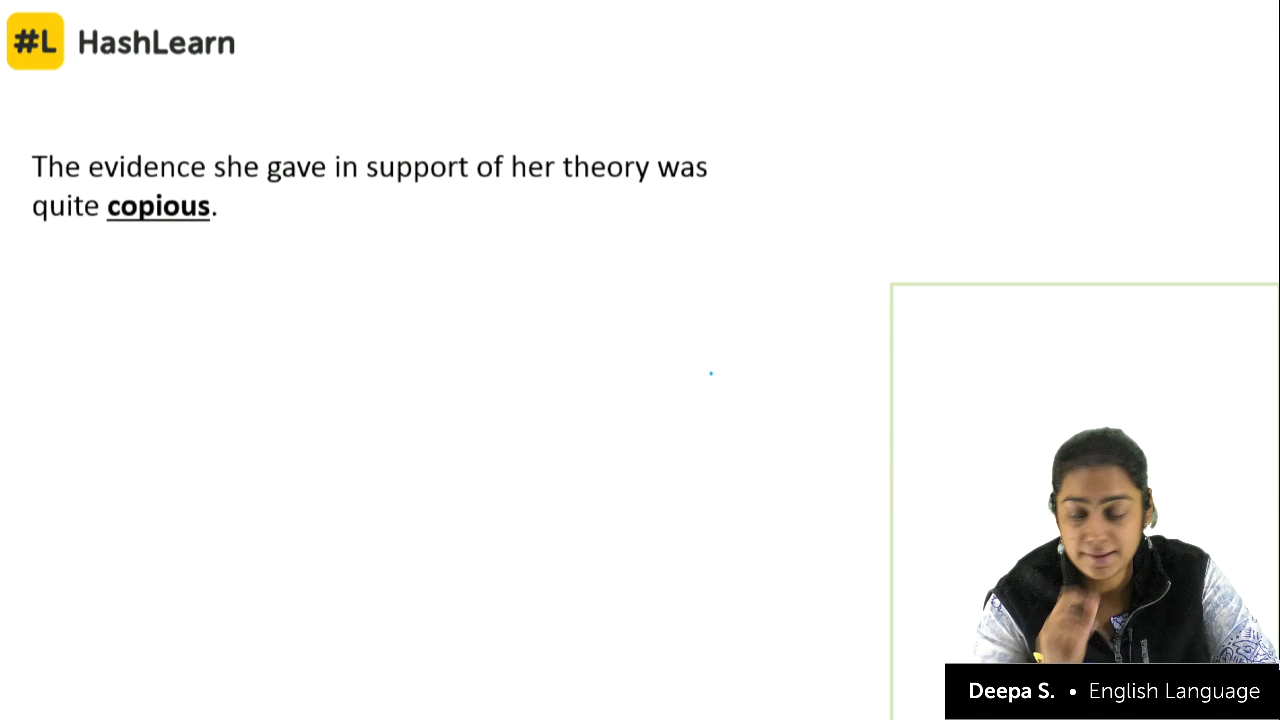 #L HashLearn
The evidence she gave in support of her theory was
quite copious.
Deepa S. • English Language